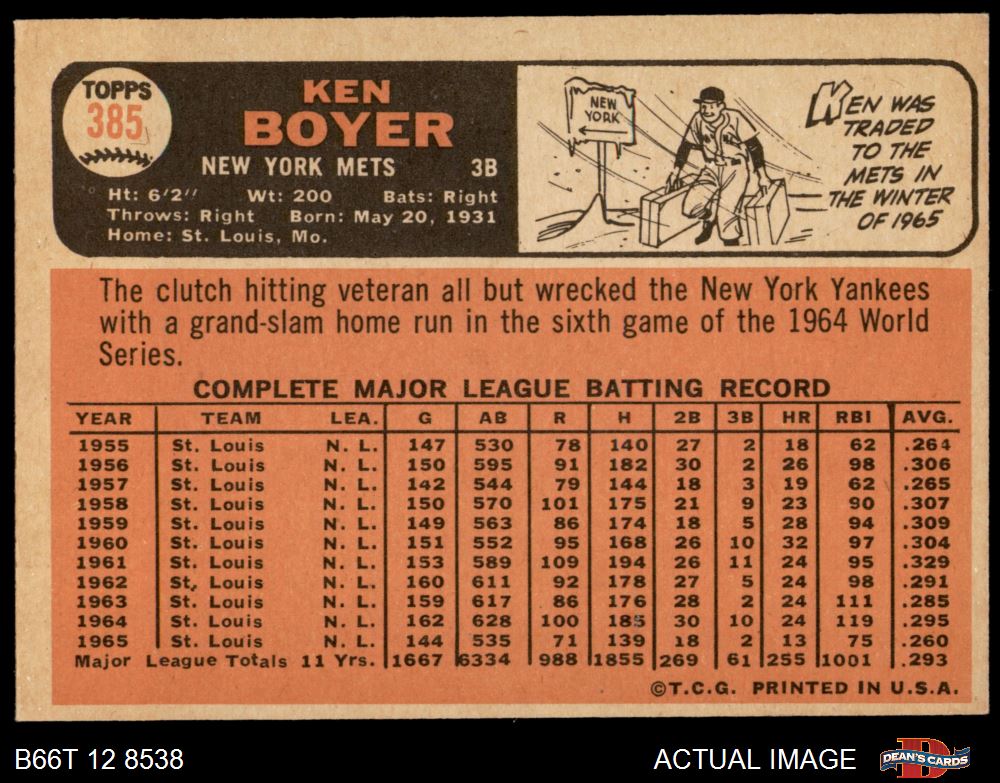 TOPPS
385
KEN
BOYER
NEW YORK METS 3B
Ht: 6'2" Wt: 200 Bats: Right
Throws: Right Born: May 20, 1931
Home: St. Louis, Mo.
NEW
YORK
KEN WAS
TRADED
TO THE
METS IN
THE WINTER
OF 1965
The clutch hitting veteran all but wrecked the New York Yankees
with a grand-slam home run in the sixth game of the 1964 World
Series.
COMPLETE MAJOR LEAGUE BATTING RECORD
YEAR TEAM LEA. G AB R H 2B 3B HR RBI AVG.
1955 St. Louis N. L. 147 530 78 140 27 2 18 62 .264
1956 St. Louis N. L. 150 595 91 182 30 2 26 98 .306
1957 St. Louis N. L. 142 544 79 144 18 3 19 62 .265
1958 St. Louis N. L. 150 570 101 175 21 9 23 90 .307
1959 St. Louis N. L. 149 563 86 174 18 5 28 94 .309
1960 St. Louis N. L. 151 552 95 168 26 10 32 97 .304
1961 St. Louis N. L. 153 589 109 194 26 11 24 95 .329
1962 St. Louis N. L. 160 611 92 178 27 5 24 98 .291
1963 St. Louis N. L. 159 617 86 176 28 2 24 111 .285
1964 St. Louis N. L. 162 628 100 185 30 10 24 119 .295
1965 St. Louis N. L. 144 535 71 139 18 2 13 75 .260
Major League Totals 11 Yrs. 1667 6334 988 1855 269 61 255 1001 .293
©T.C.G. PRINTED IN U.S.A.
B66T 12 8538 ACTUAL IMAGE DEAN'S CARDS